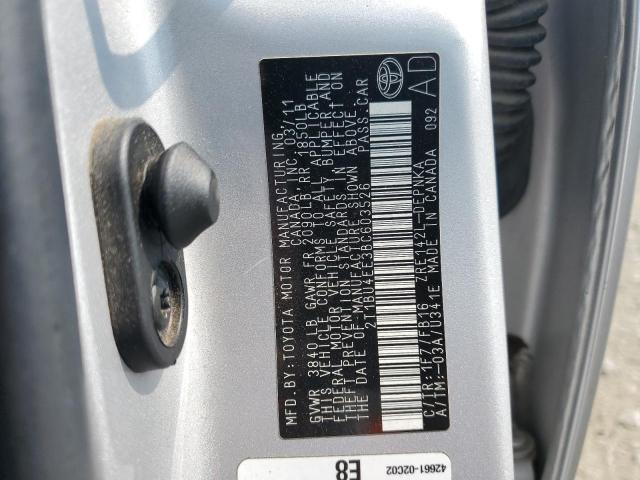 MFD.BY: TOYOTA MOTOR MANUFACTURING
CANADA, INC. 03/11
GVWR 3840 LB GAWR FR 2090LB RR 1850LB
THIS VEHICLE CONFORMS TO ALL APPLICABLE
FEDERAL MOTOR VEHICLE SAFETY, BUMPER, AND
THEFT PREVENTION STANDARDS IN EFFECT ON
THE DATE OF MANUFACTURE SHOWN ABOVE.
2T1BU4EE3BC603526 PASS.CAR
C/TR:1F7/FB16 ZRE142L-DEPNKA
A/TM:-03A/U341E MADE IN CANADA 092
AD
42661-02C02
E8